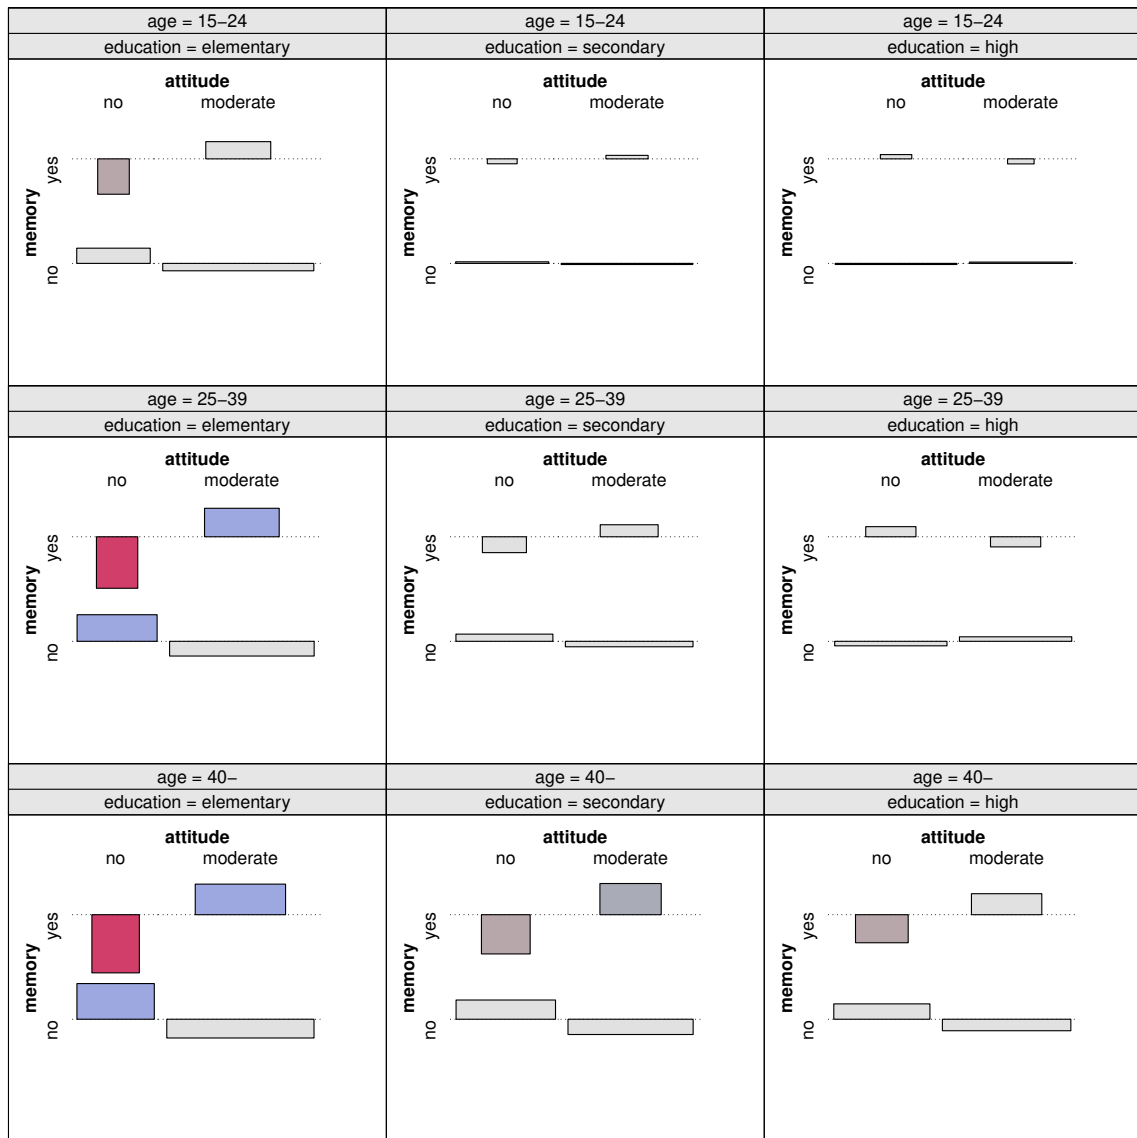 age = 15−24
age = 15−24
age = 15−24
education = elementary
education = secondary
education = high
attitude
attitude
attitude
no moderate
no moderate
no moderate
memory
yes
no
memory
yes
no
memory
yes
no
age = 25−39
age = 25−39
age = 25−39
education = elementary
education = secondary
education = high
attitude
attitude
attitude
no moderate
no moderate
no moderate
memory
yes
no
memory
yes
no
memory
yes
no
age = 40−
age = 40−
age = 40−
education = elementary
education = secondary
education = high
attitude
attitude
attitude
no moderate
no moderate
no moderate
memory
yes
no
memory
yes
no
memory
yes
no